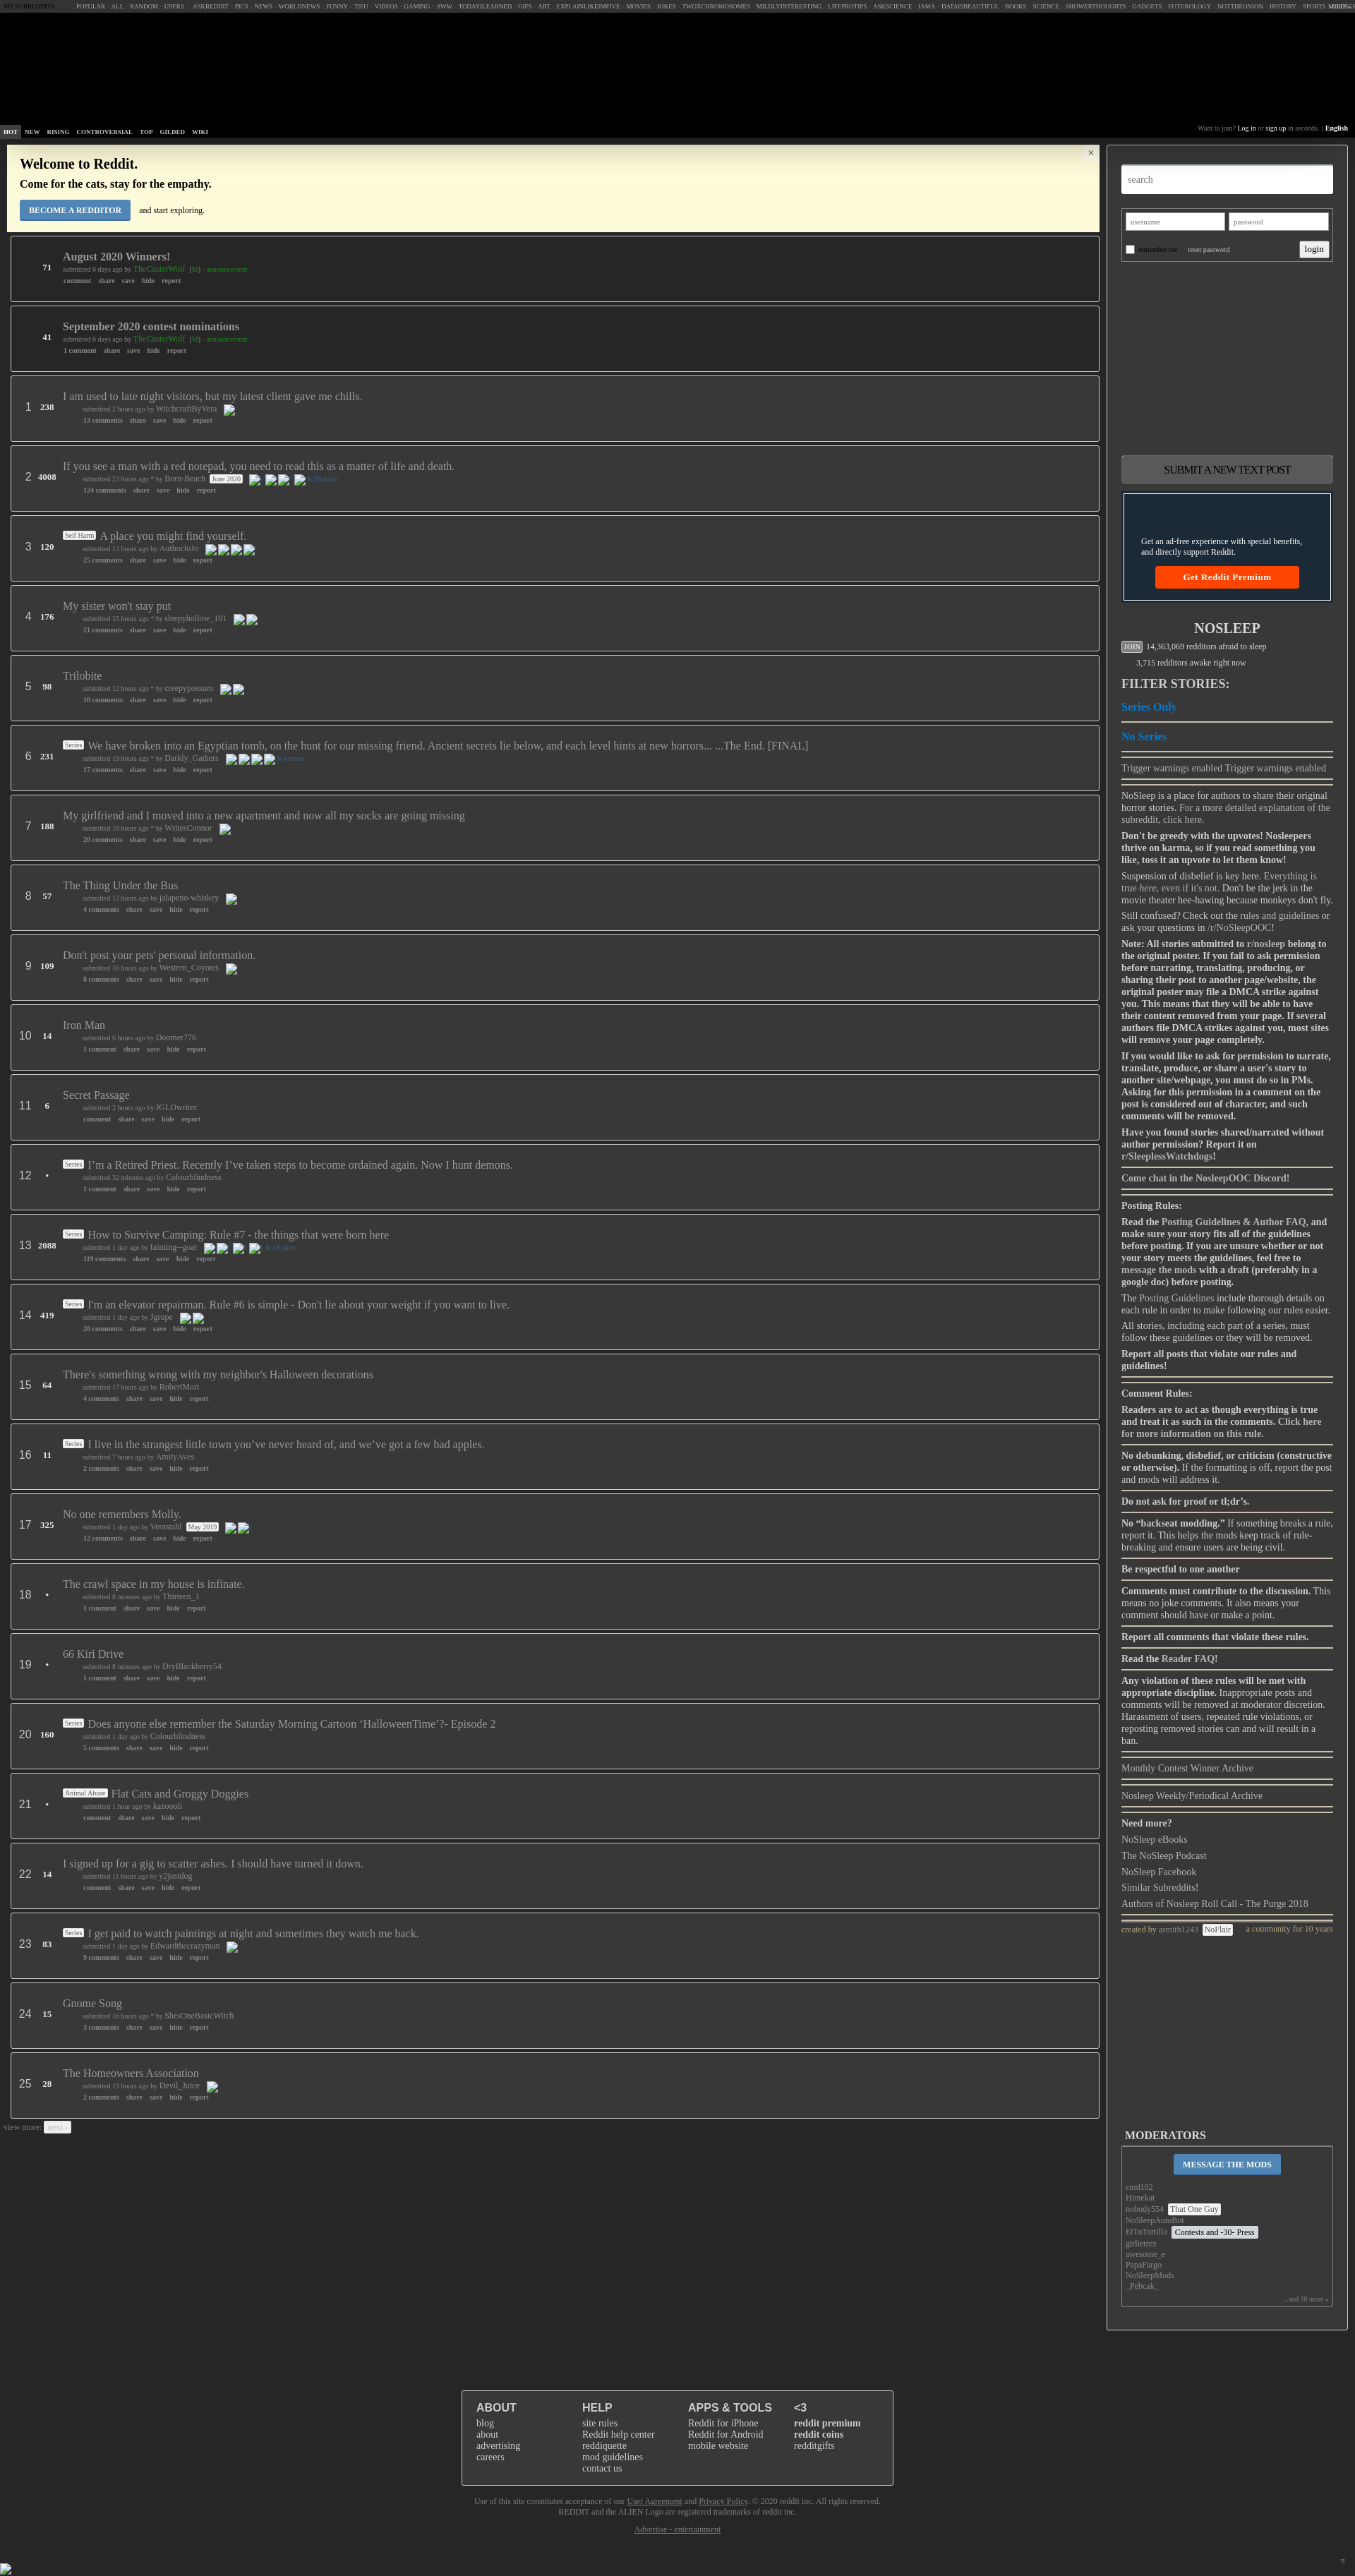 MY SUBREDDITS
POPULAR - ALL - RANDOM - USERS | ASKREDDIT - PICS - NEWS - WORLDNEWS - FUNNY - TIFU - VIDEOS - GAMING - AWW - TODAYILEARNED - GIFS - ART - EXPLAINLIKEIMFIVE - MOVIES - JOKES - TWOXCHROMOSOMES - MILDLYINTERESTING - LIFEPROTIPS - ASKSCIENCE - IAMA - DATAISBEAUTIFUL - BOOKS - SCIENCE - SHOWERTHOUGHTS - GADGETS - FUTUROLOGY - NOTTHEONION - HISTORY - SPORTS
HOT NEW RISING CONTROVERSIAL TOP GILDED WIKI
Want to join? Log in or sign up in seconds. | English
Welcome to Reddit.
×
Come for the cats, stay for the empathy.
BECOME A REDDITOR and start exploring.
71
August 2020 Winners!
submitted 6 days ago by TheCusterWolf [M] - announcement
comment share save hide report
41
September 2020 contest nominations
submitted 6 days ago by TheCusterWolf [M] - announcement
1 comment share save hide report
1 238
I am used to late night visitors, but my latest client gave me chills.
submitted 2 hours ago by WitchcraftByVera
13 comments share save hide report
2 4008
If you see a man with a red notepad, you need to read this as a matter of life and death.
submitted 23 hours ago * by Born-Beach June 2020 & 20 more
124 comments share save hide report
3 120
Self Harm A place you might find yourself.
submitted 13 hours ago by AuthorJoJo
25 comments share save hide report
4 176
My sister won't stay put
submitted 15 hours ago * by sleepyhollow_101
21 comments share save hide report
5 98
Trilobite
submitted 12 hours ago * by creepypossum
10 comments share save hide report
6 231
Series We have broken into an Egyptian tomb, on the hunt for our missing friend. Ancient secrets lie below, and each level hints at new horrors... ...The End. [FINAL]
submitted 19 hours ago * by Darkly_Gathers & 4 more
17 comments share save hide report
7 188
My girlfriend and I moved into a new apartment and now all my socks are going missing
submitted 18 hours ago * by WritesConnor
20 comments share save hide report
8 57
The Thing Under the Bus
submitted 12 hours ago by jalapeno-whiskey
4 comments share save hide report
9 109
Don't post your pets' personal information.
submitted 16 hours ago by Western_Coyotes
8 comments share save hide report
10 14
Iron Man
submitted 6 hours ago by Doomer776
1 comment share save hide report
11 6
Secret Passage
submitted 2 hours ago by JGLOwriter
comment share save hide report
12 •
Series I’m a Retired Priest. Recently I’ve taken steps to become ordained again. Now I hunt demons.
submitted 32 minutes ago by Colourblindness
1 comment share save hide report
13 2088
Series How to Survive Camping: Rule #7 - the things that were born here
submitted 1 day ago by fainting--goat & 18 more
119 comments share save hide report
14 419
Series I'm an elevator repairman. Rule #6 is simple - Don't lie about your weight if you want to live.
submitted 1 day ago by Jgrupe
26 comments share save hide report
15 64
There's something wrong with my neighbor's Halloween decorations
submitted 17 hours ago by RobertMort
4 comments share save hide report
16 11
Series I live in the strangest little town you’ve never heard of, and we’ve got a few bad apples.
submitted 7 hours ago by AmityAves
2 comments share save hide report
17 325
No one remembers Molly.
submitted 1 day ago by Verastahl May 2019
12 comments share save hide report
18 •
The crawl space in my house is infinate.
submitted 8 minutes ago by Thirteen_1
1 comment share save hide report
19 •
66 Kiri Drive
submitted 8 minutes ago by DryBlackberry54
1 comment share save hide report
20 160
Series Does anyone else remember the Saturday Morning Cartoon ‘HalloweenTime’?- Episode 2
submitted 1 day ago by Colourblindness
5 comments share save hide report
21 •
Animal Abuse Flat Cats and Groggy Doggies
submitted 1 hour ago by kazoooli
comment share save hide report
22 14
I signed up for a gig to scatter ashes. I should have turned it down.
submitted 11 hours ago by y2justdog
comment share save hide report
23 83
Series I get paid to watch paintings at night and sometimes they watch me back.
submitted 1 day ago by Edwardthecrazyman
9 comments share save hide report
24 15
Gnome Song
submitted 16 hours ago * by ShesOneBasicWitch
3 comments share save hide report
25 28
The Homeowners Association
submitted 19 hours ago by Devil_Juice
2 comments share save hide report
view more: next ›
search
username password
remember me reset password login
SUBMIT A NEW TEXT POST
Get an ad-free experience with special benefits,
and directly support Reddit.
Get Reddit Premium
NOSLEEP
JOIN 14,363,069 redditors afraid to sleep
3,715 redditors awake right now
FILTER STORIES:
Series Only
No Series
Trigger warnings enabled Trigger warnings enabled
NoSleep is a place for authors to share their original
horror stories. For a more detailed explanation of the
subreddit, click here.
Don't be greedy with the upvotes! Nosleepers
thrive on karma, so if you read something you
like, toss it an upvote to let them know!
Suspension of disbelief is key here. Everything is
true here, even if it's not. Don't be the jerk in the
movie theater hee-hawing because monkeys don't fly.
Still confused? Check out the rules and guidelines or
ask your questions in /r/NoSleepOOC!
Note: All stories submitted to r/nosleep belong to
the original poster. If you fail to ask permission
before narrating, translating, producing, or
sharing their post to another page/website, the
original poster may file a DMCA strike against
you. This means that they will be able to have
their content removed from your page. If several
authors file DMCA strikes against you, most sites
will remove your page completely.
If you would like to ask for permission to narrate,
translate, produce, or share a user's story to
another site/webpage, you must do so in PMs.
Asking for this permission in a comment on the
post is considered out of character, and such
comments will be removed.
Have you found stories shared/narrated without
author permission? Report it on
r/SleeplessWatchdogs!
Come chat in the NosleepOOC Discord!
Posting Rules:
Read the Posting Guidelines & Author FAQ, and
make sure your story fits all of the guidelines
before posting. If you are unsure whether or not
your story meets the guidelines, feel free to
message the mods with a draft (preferably in a
google doc) before posting.
The Posting Guidelines include thorough details on
each rule in order to make following our rules easier.
All stories, including each part of a series, must
follow these guidelines or they will be removed.
Report all posts that violate our rules and
guidelines!
Comment Rules:
Readers are to act as though everything is true
and treat it as such in the comments. Click here
for more information on this rule.
No debunking, disbelief, or criticism (constructive
or otherwise). If the formatting is off, report the post
and mods will address it.
Do not ask for proof or tl;dr’s.
No “backseat modding.” If something breaks a rule,
report it. This helps the mods keep track of rule-
breaking and ensure users are being civil.
Be respectful to one another
Comments must contribute to the discussion. This
means no joke comments. It also means your
comment should have or make a point.
Report all comments that violate these rules.
Read the Reader FAQ!
Any violation of these rules will be met with
appropriate discipline. Inappropriate posts and
comments will be removed at moderator discretion.
Harassment of users, repeated rule violations, or
reposting removed stories can and will result in a
ban.
Monthly Contest Winner Archive
Nosleep Weekly/Periodical Archive
Need more?
NoSleep eBooks
The NoSleep Podcast
NoSleep Facebook
Similar Subreddits!
Authors of Nosleep Roll Call - The Purge 2018
created by asmith1243 NoFlair a community for 10 years
MODERATORS
MESSAGE THE MODS
cmd102
Himekat
nobody554 That One Guy
NoSleepAutoBot
EtTuTortilla Contests and -30- Press
girlietrex
awesome_e
PapaFargo
NoSleepMods
_Pebcak_
...and 28 more »
ABOUT
blog
about
advertising
careers
HELP
site rules
Reddit help center
reddiquette
mod guidelines
contact us
APPS & TOOLS
Reddit for iPhone
Reddit for Android
mobile website
<3
reddit premium
reddit coins
redditgifts
Use of this site constitutes acceptance of our User Agreement and Privacy Policy. © 2020 reddit inc. All rights reserved.
REDDIT and the ALIEN Logo are registered trademarks of reddit inc.
Advertise - entertainment
π